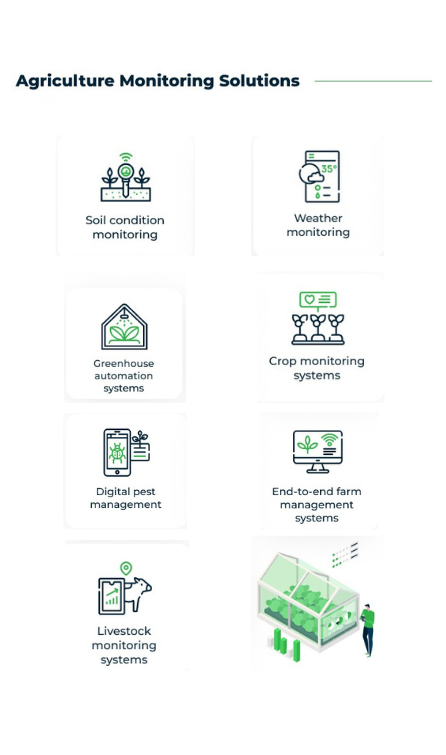 Agriculture Monitoring Solutions
Soil condition
monitoring
35°
Weather
monitoring
Greenhouse
automation
systems
Crop monitoring
systems
Digital pest
management
End-to-end farm
management
systems
Livestock
monitoring
systems